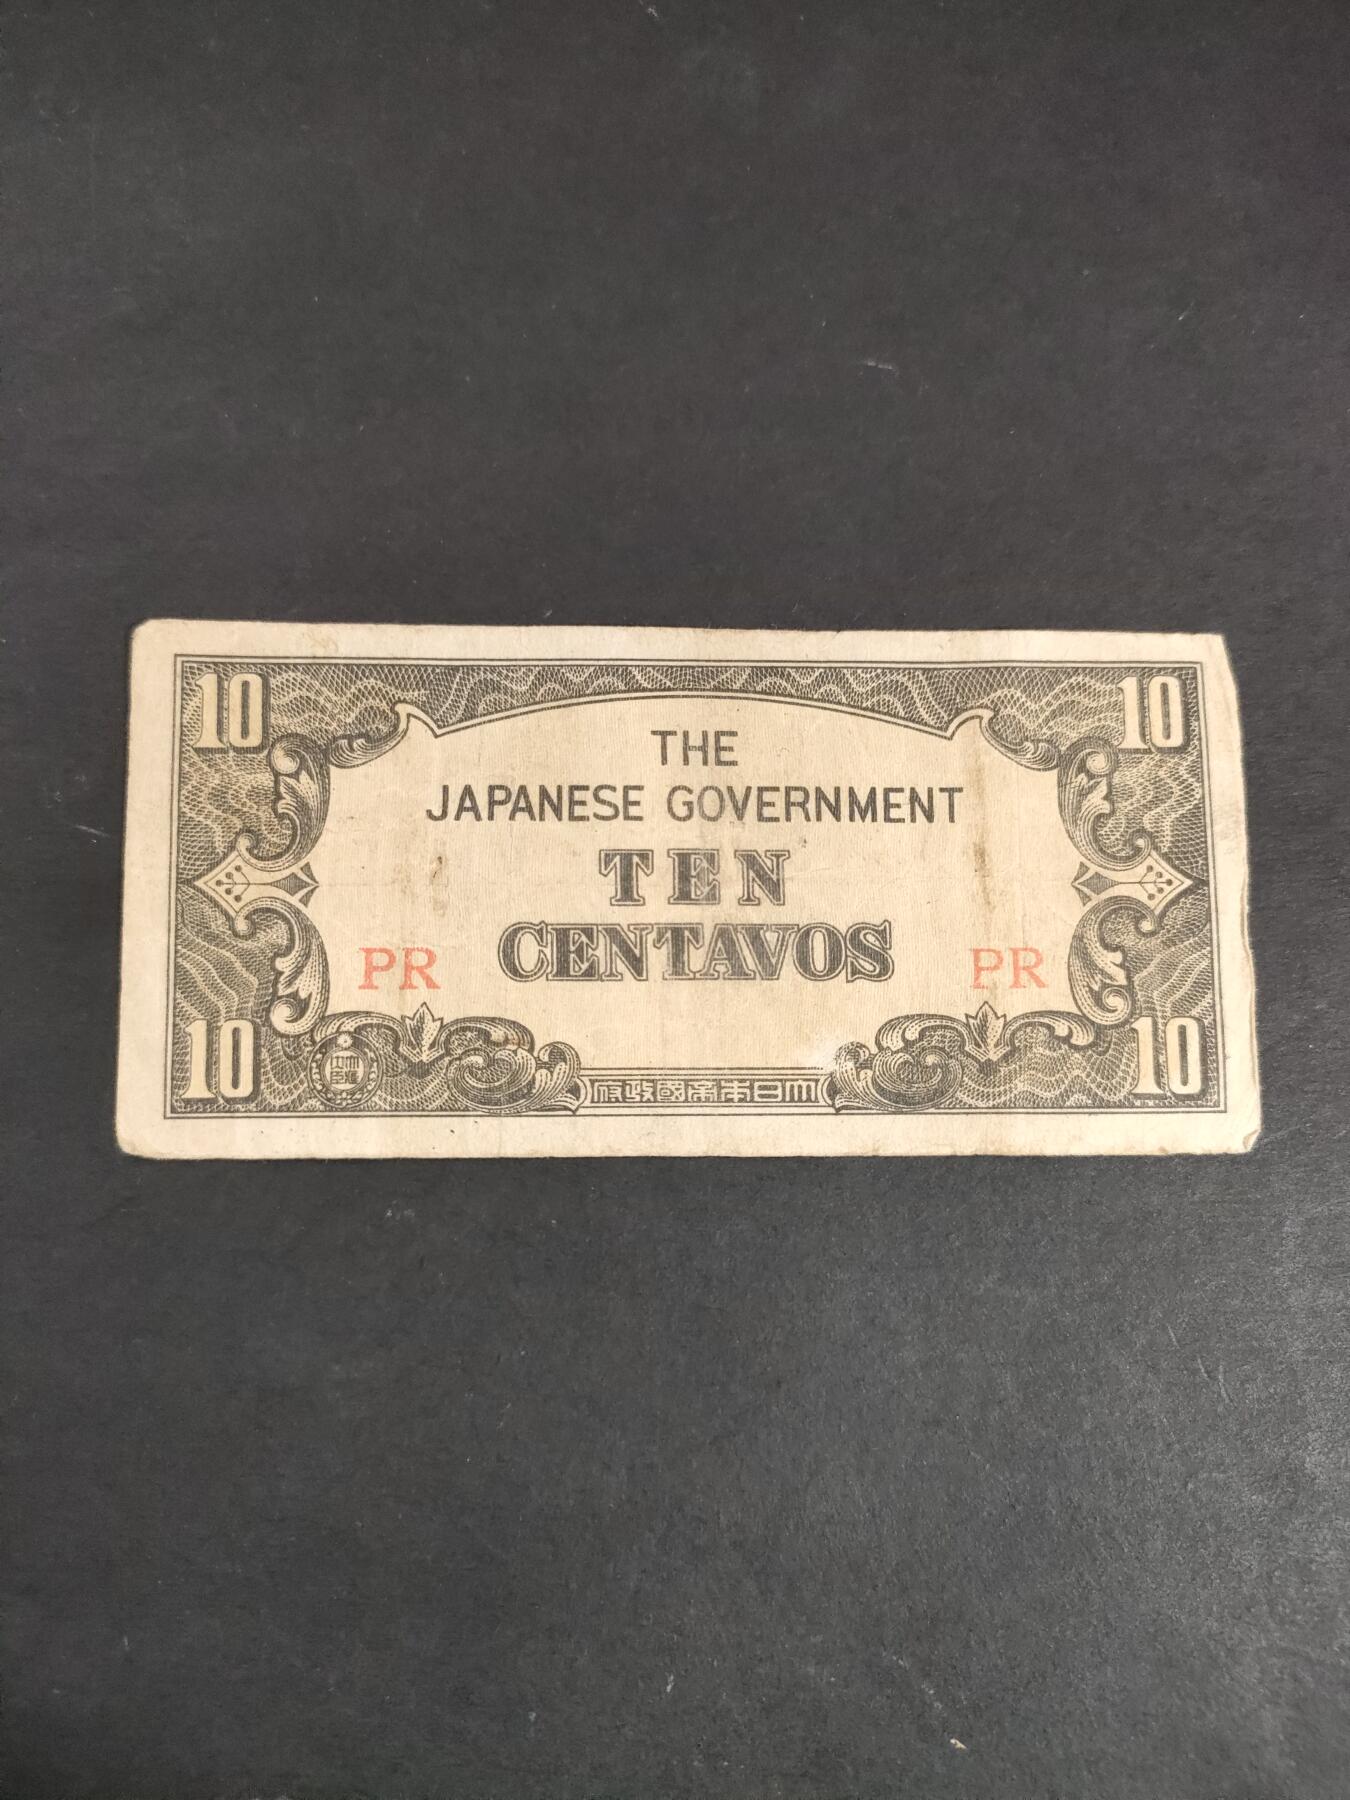 10 10
THE
JAPANESE GOVERNMENT
TEN
CENTAVOS
PR PR
10 10
府政國帝本日大